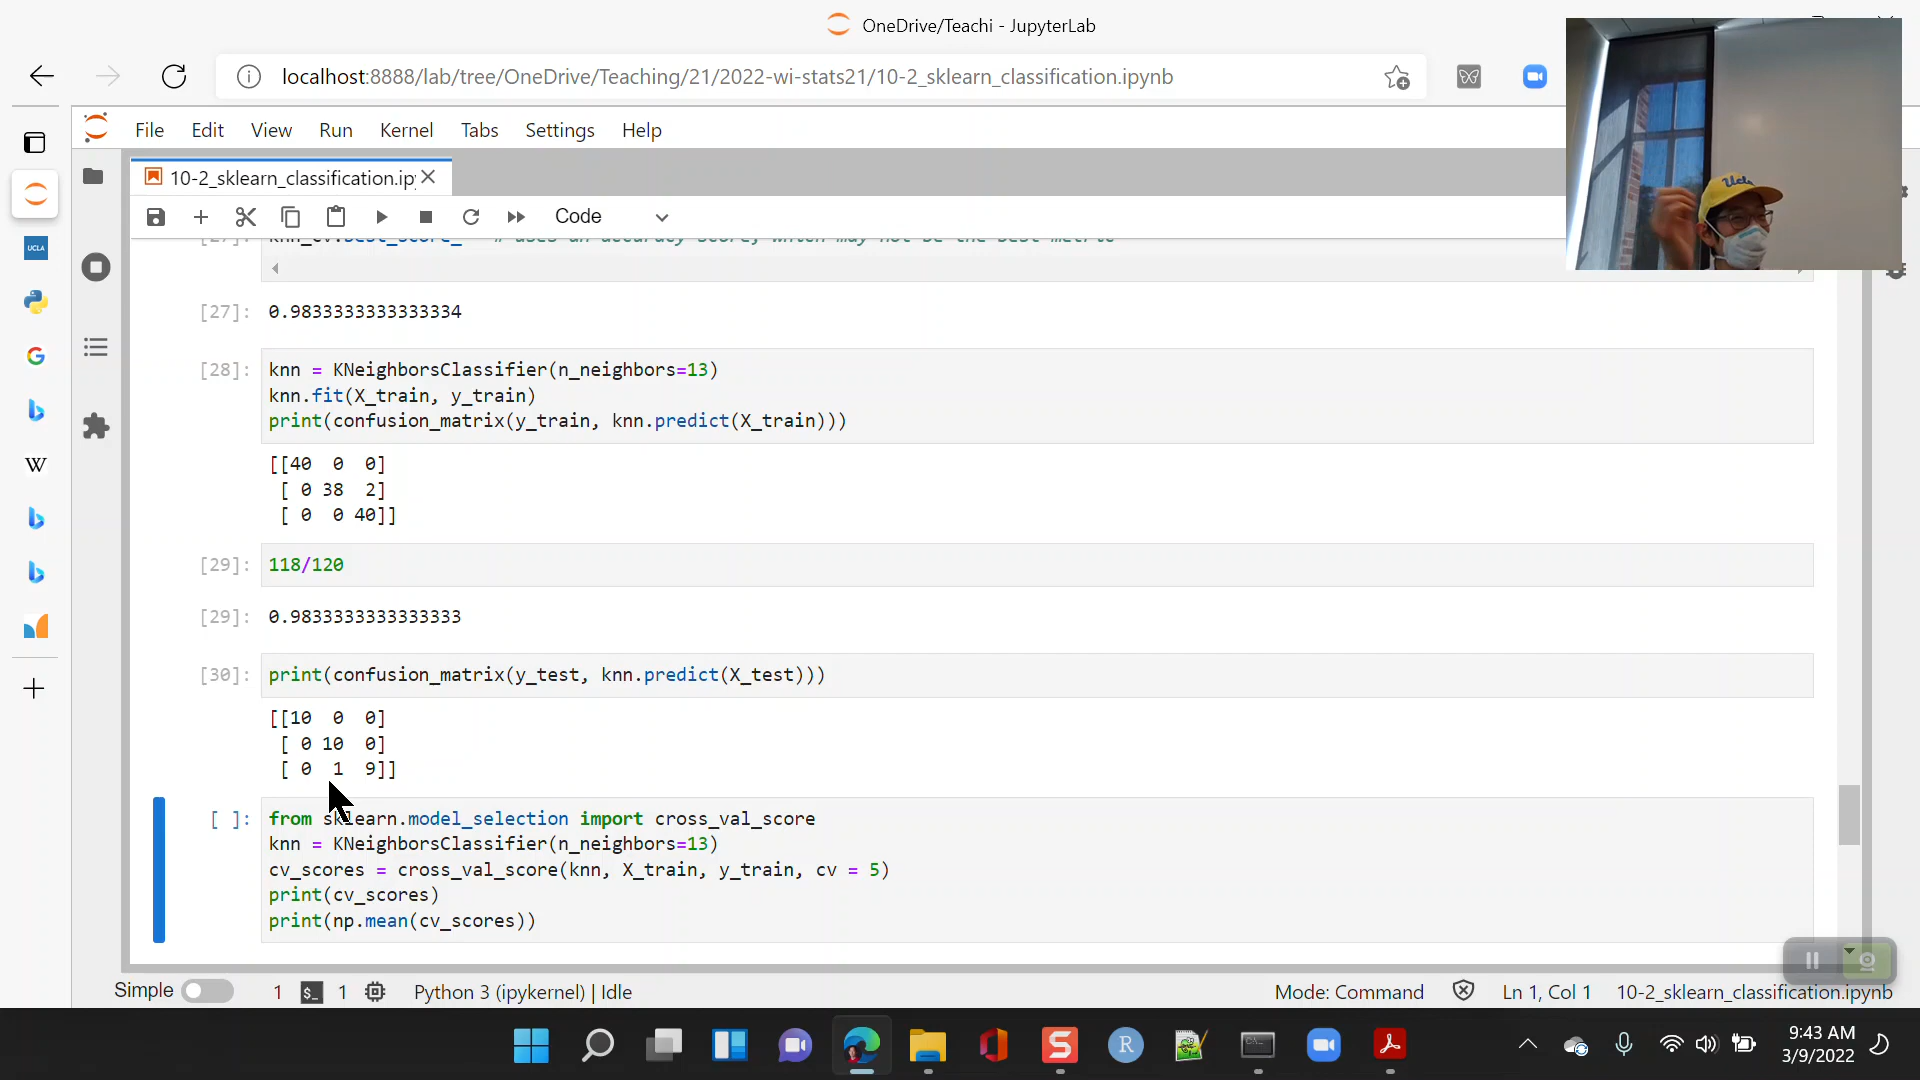 OneDrive/Teachi - JupyterLab
localhost:8888/lab/tree/OneDrive/Teaching/21/2022-wi-stats21/10-2_sklearn_classification.ipynb
File Edit View Run Kernel Tabs Settings Help
10-2_sklearn_classification.ip
Code
UCLA
[27]: 0.9833333333333334
[28]: knn = KNeighborsClassifier(n_neighbors=13)
knn.fit(X_train, y_train)
print(confusion_matrix(y_train, knn.predict(X_train)))
[[40 0 0]
[ 0 38 2]
[ 0 0 40]]
[29]: 118/120
[29]: 0.9833333333333333
[30]: print(confusion_matrix(y_test, knn.predict(X_test)))
[[10 0 0]
[ 0 10 0]
[ 0 1 9]]
[ ]: from sklearn.model_selection import cross_val_score
knn = KNeighborsClassifier(n_neighbors=13)
cv_scores = cross_val_score(knn, X_train, y_train, cv = 5)
print(cv_scores)
print(np.mean(cv_scores))
Simple 1 $_ 1 Python 3 (ipykernel) | Idle Mode: Command Ln 1, Col 1 10-2_sklearn_classification.ipynb
9:43 AM
3/9/2022